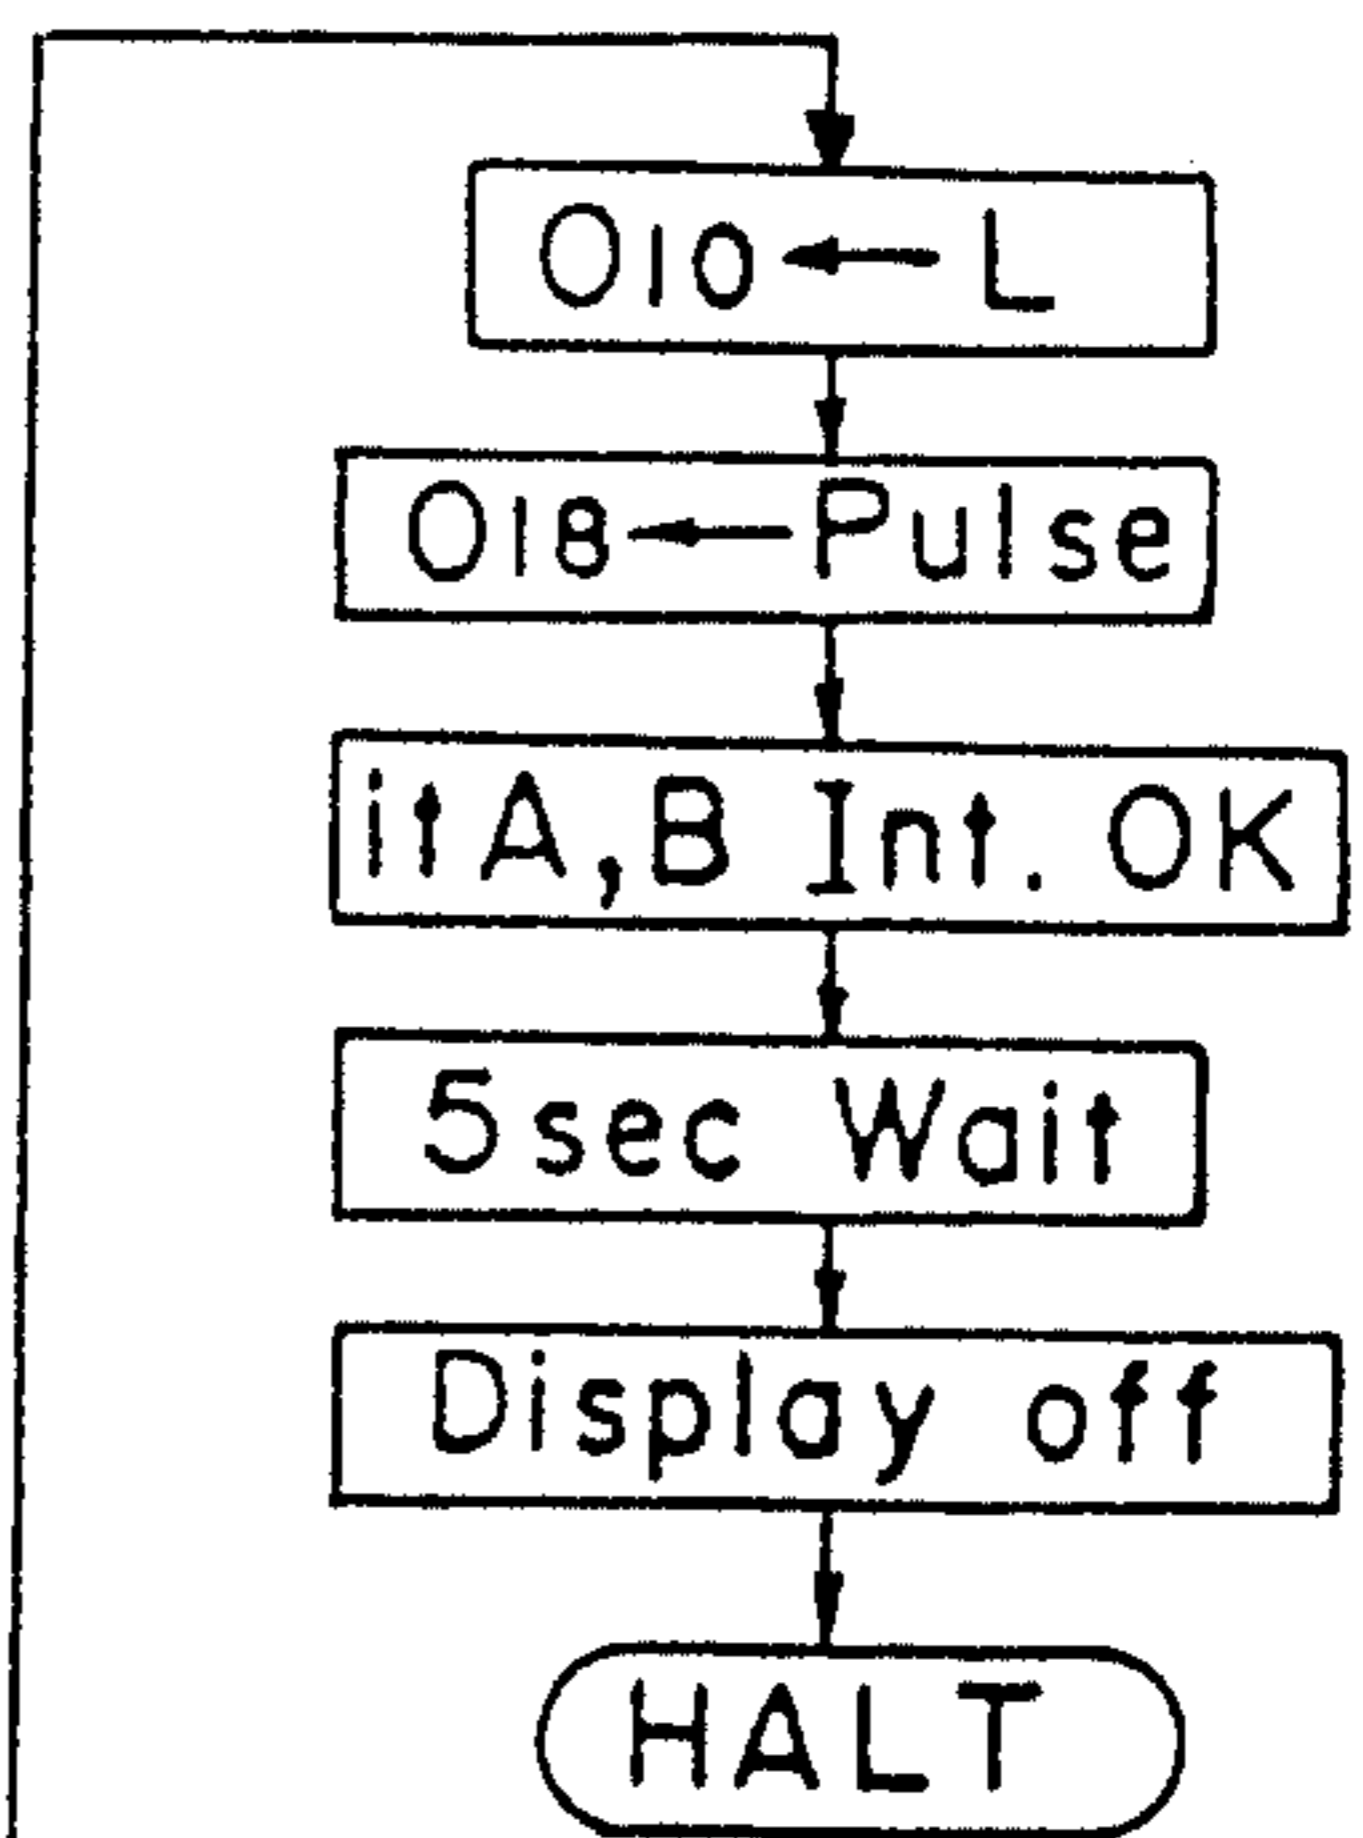 O10 ← L
O18 ← Pulse
itA,B Int. OK
5sec Wait
Display off
HALT